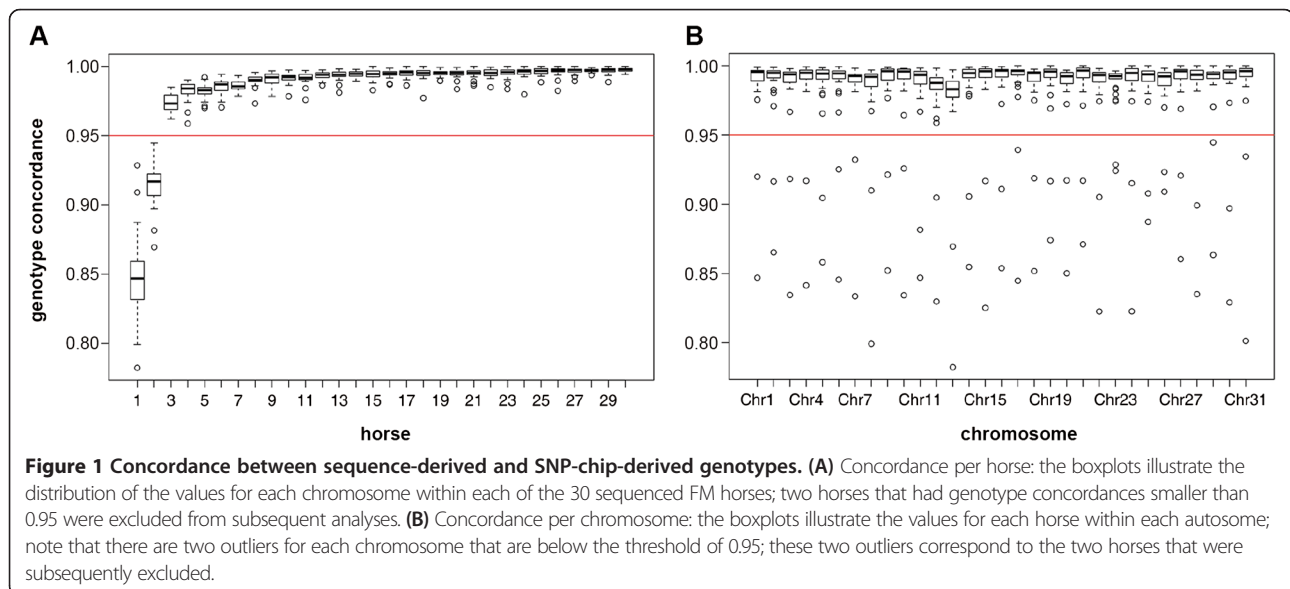 A
B
genotype concordance
1.00
0.95
0.90
0.85
0.80
1 3 5 7 9 11 13 15 17 19 21 23 25 27 29
horse
1.00
0.95
0.90
0.85
0.80
Chr1 Chr4 Chr7 Chr11 Chr15 Chr19 Chr23 Chr27 Chr31
chromosome
Figure 1 Concordance between sequence-derived and SNP-chip-derived genotypes. (A) Concordance per horse: the boxplots illustrate the
distribution of the values for each chromosome within each of the 30 sequenced FM horses; two horses that had genotype concordances smaller than
0.95 were excluded from subsequent analyses. (B) Concordance per chromosome: the boxplots illustrate the values for each horse within each autosome;
note that there are two outliers for each chromosome that are below the threshold of 0.95; these two outliers correspond to the two horses that were
subsequently excluded.